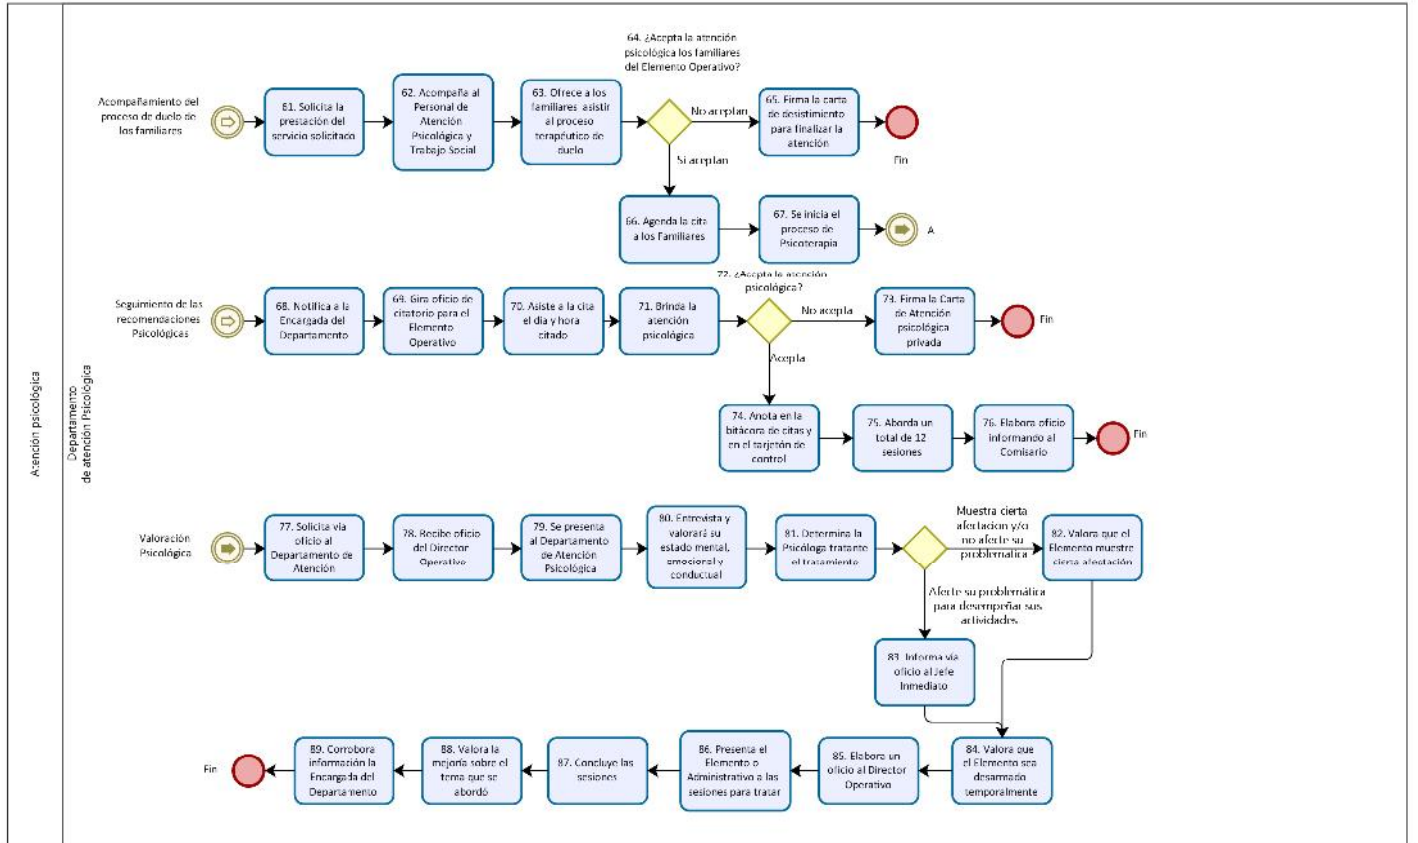 Atención psicológica
Departamento
de atención Psicológica
Acompañamiento del
proceso de duelo de
los familiares
61. Solicita la
prestación del
servicio solicitado
62. Acompaña al
Personal de
Atención
Psicológica y
Trabajo Social
63. Ofrece a los
familiares asistir
al proceso
terapéutico de
duelo
64. ¿Acepta la atención
psicológica los familiares
del Elemento Operativo?
No aceptan
65. Firma la carta
de desistimiento
para finalizar la
atención
Fin
Si aceptan
66. Agenda la cita
a los Familiares
67. Se inicia el
proceso de
Psicoterapia
A
Seguimiento de las
recomendaciones
Psicológicas
68. Notifica a la
Encargada del
Departamento
69. Gira oficio de
citatorio para el
Elemento
Operativo
70. Asiste a la cita
el día y hora
citado
71. Brinda la
atención
psicológica
72. ¿Acepta la atención
psicológica?
No acepta
73. Firma la Carta
de Atención
psicológica
privada
Fin
Acepta
74. Anota en la
bitácora de citas y
en el tarjetón de
control
75. Aborda un
total de 12
sesiones
76. Elabora oficio
informando al
Comisario
Fin
Valoración
Psicológica
77. Solicita vía
oficio al
Departamento de
Atención
78. Recibe oficio
del Director
Operativo
79. Se presenta
al Departamento
de Atención
Psicológica
80. Entrevista y
valorará su
estado mental,
emocional y
conductual
81. Determina la
Psicóloga tratante
el tratamiento
Muestra cierta
afectacion y/o
no afecte su
problemática
82. Valora que el
Elemento muestre
cierta afectación
Afecte su problemática
para desempeñar sus
actividades
83. Informa vía
oficio al Jefe
Inmediato
84. Valora que
el Elemento sea
desarmado
temporalmente
85. Elabora un
oficio al Director
Operativo
86. Presenta el
Elemento o
Administrativo a las
sesiones para tratar
87. Concluye las
sesiones
88. Valora la
mejoría sobre el
tema que se
abordó
89. Corrobora
información la
Encargada del
Departamento
Fin